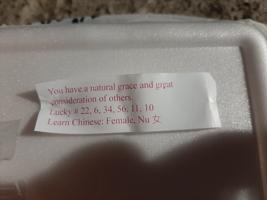 You have a natural grace and great
consideration of others.
Lucky # 22, 6, 34, 56, 11, 10
Learn Chinese: Female, Nu 女